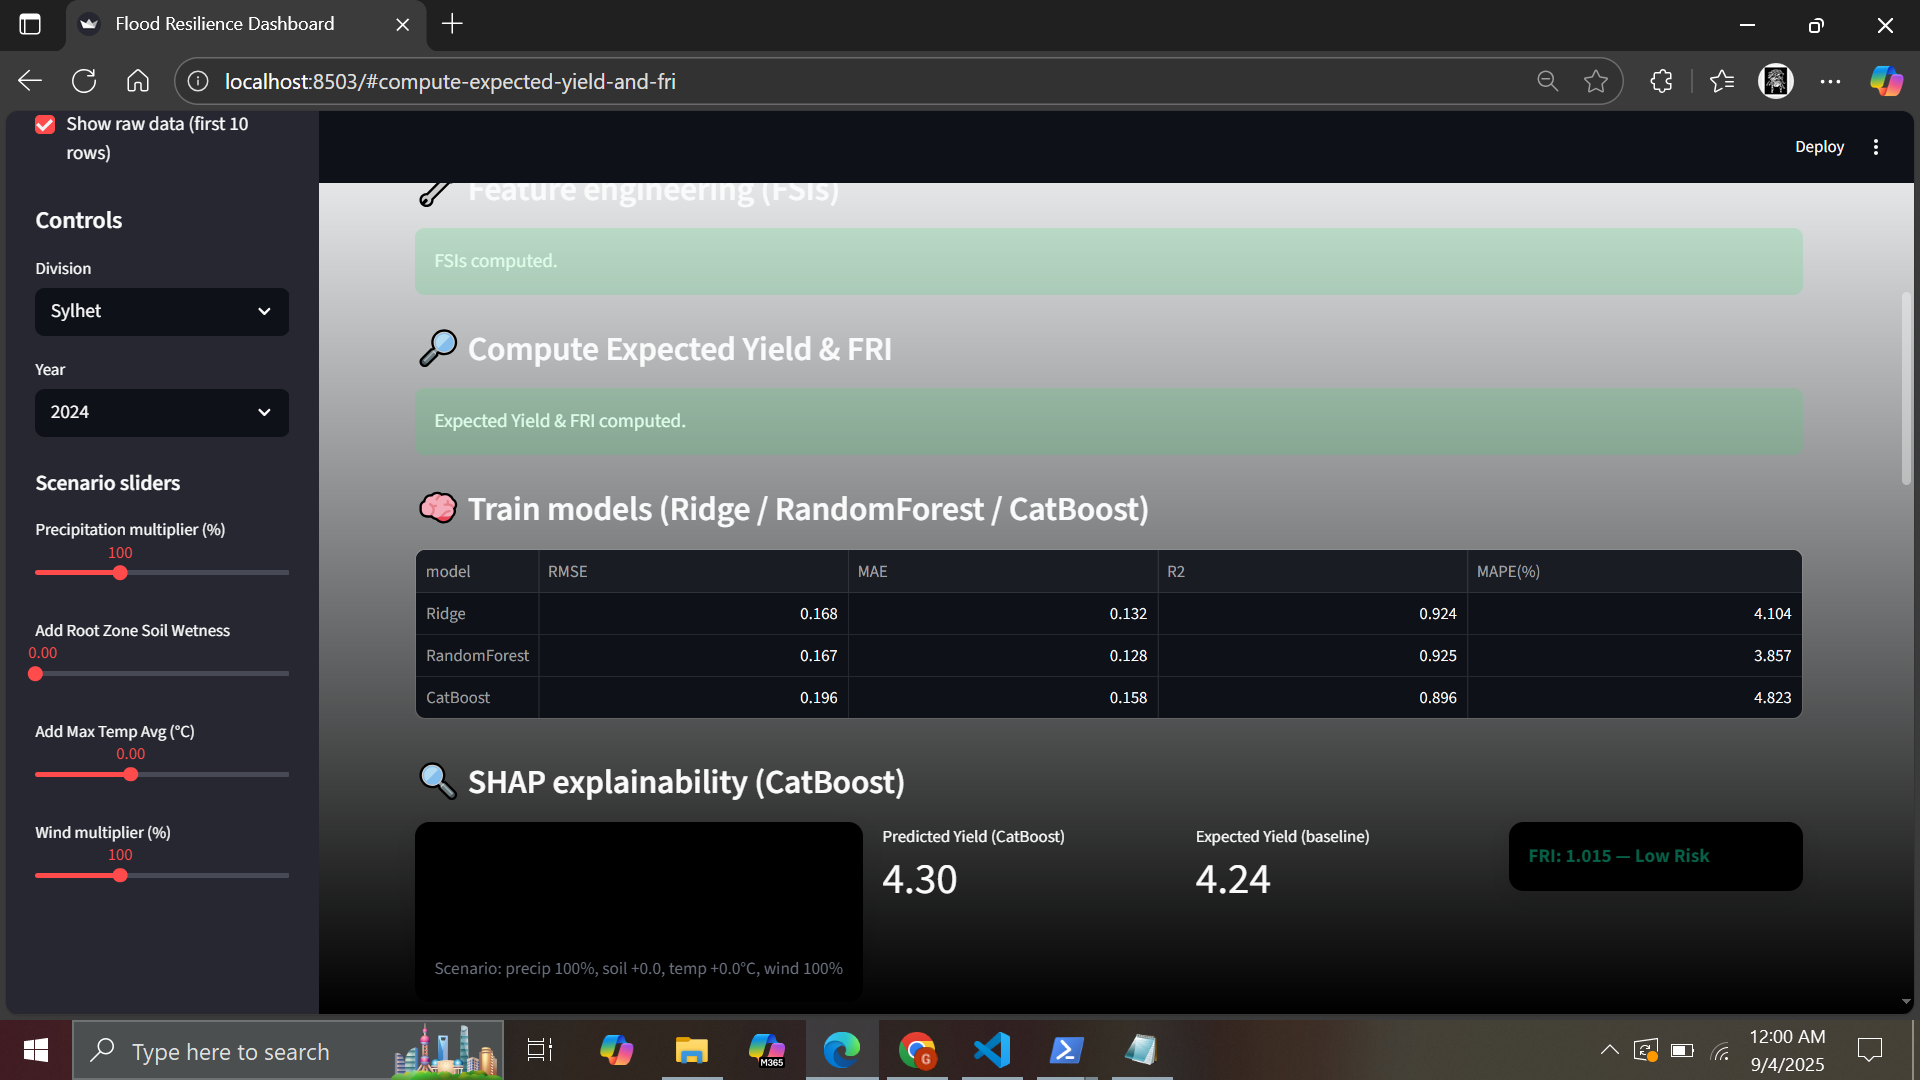 Flood Resilience Dashboard
localhost:8503/#compute-expected-yield-and-fri
Show raw data (first 10
rows)
Controls
Division
Sylhet
Year
2024
Scenario sliders
Precipitation multiplier (%)
100
Add Root Zone Soil Wetness
0.00
Add Max Temp Avg (°C)
0.00
Wind multiplier (%)
100
Deploy
Feature engineering (FSIs)
FSIs computed.
Compute Expected Yield & FRI
Expected Yield & FRI computed.
Train models (Ridge / RandomForest / CatBoost)
model RMSE MAE R2 MAPE(%)
Ridge 0.168 0.132 0.924 4.104
RandomForest 0.167 0.128 0.925 3.857
CatBoost 0.196 0.158 0.896 4.823
SHAP explainability (CatBoost)
Scenario: precip 100%, soil +0.0, temp +0.0°C, wind 100%
Predicted Yield (CatBoost)
4.30
Expected Yield (baseline)
4.24
FRI: 1.015 — Low Risk
Type here to search
M365
G
12:00 AM
9/4/2025